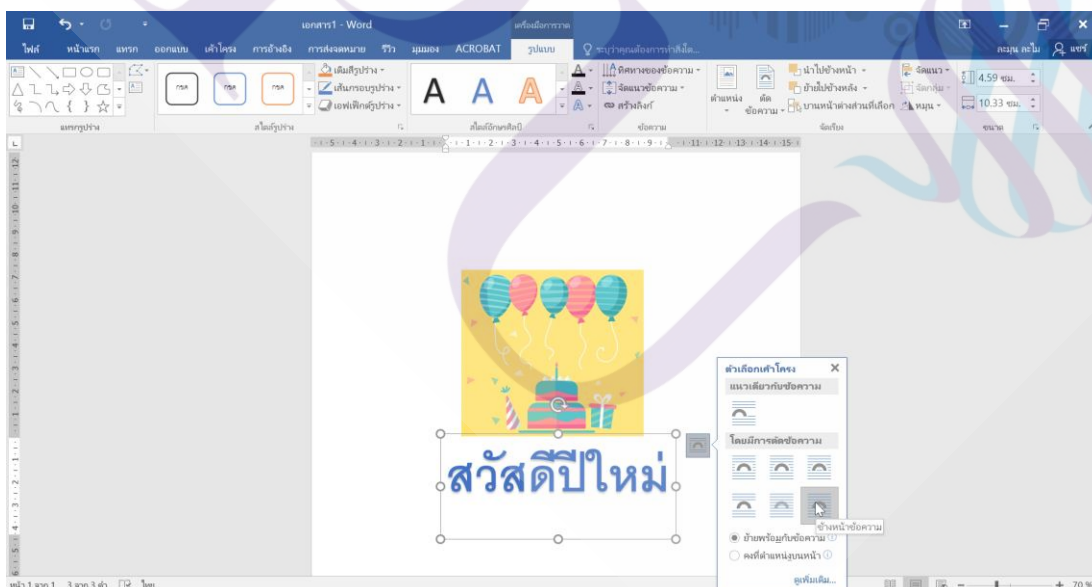 เอกสาร1 - Word
เครื่องมือการวาด
ไฟล์ หน้าแรก แทรก ออกแบบ เค้าโครง การอ้างอิง การส่งจดหมาย รีวิว มุมมอง ACROBAT รูปแบบ แชร์
กขค กขค กขค
เติมสีรูปร่าง
เส้นกรอบรูปร่าง
เอฟเฟ็กต์รูปร่าง
A A A
ทิศทางของข้อความ
จัดแนวข้อความ
สร้างลิงก์
ตำแหน่ง
ตัดข้อความ
นำไปข้างหน้า
ย้ายไปข้างหลัง
บานหน้าต่างส่วนที่เลือก
จัดแนว
จัดกลุ่ม
หมุน
4.59 ซม.
10.33 ซม.
แทรกรูปร่าง สไตล์รูปร่าง สไตล์อักษรศิลป์ ข้อความ จัดเรียง ขนาด
สวัสดีปีใหม่
ตัวเลือกเค้าโครง
แนวเดียวกับข้อความ
โดยมีการตัดข้อความ
ข้างหน้าข้อความ
ย้ายพร้อมกับข้อความ
คงที่ตำแหน่งบนหน้า
ดูเพิ่มเติม...
หน้า 1 จาก 1 3 จาก 3 คำ ไทย 70 %